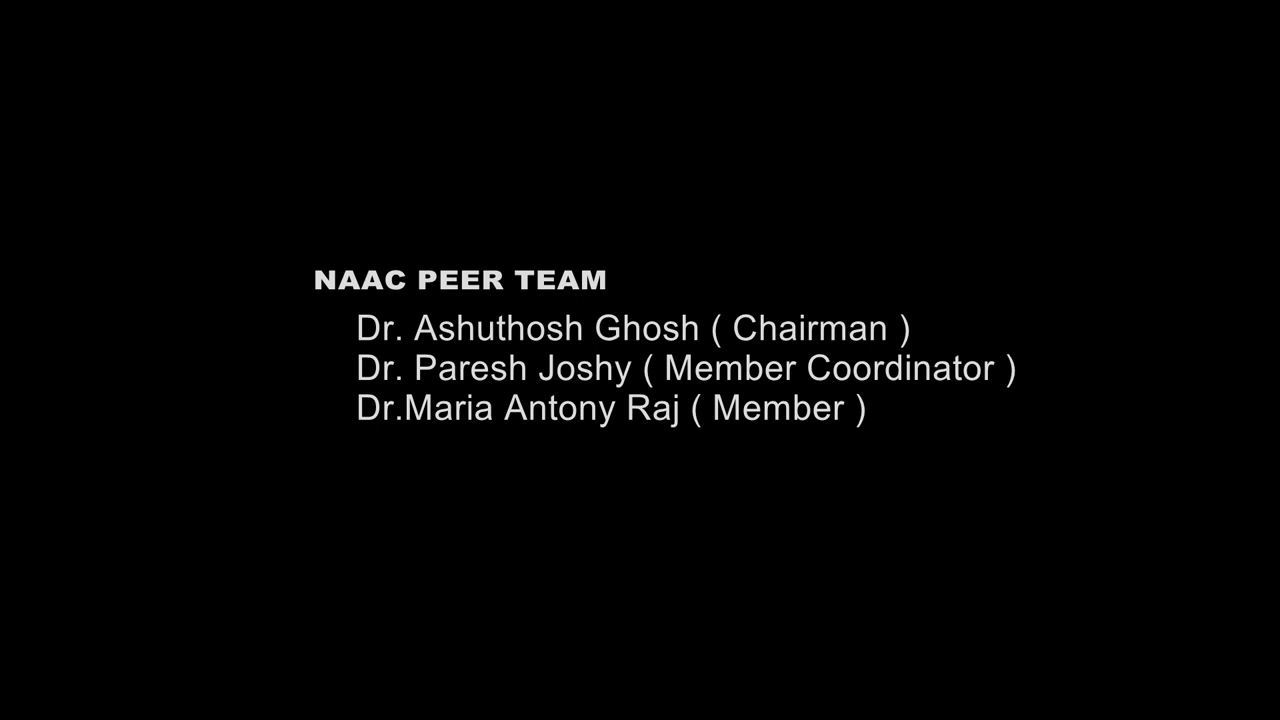 NAAC PEER TEAM
Dr. Ashuthosh Ghosh ( Chairman )
Dr. Paresh Joshy ( Member Coordinator )
Dr.Maria Antony Raj ( Member )